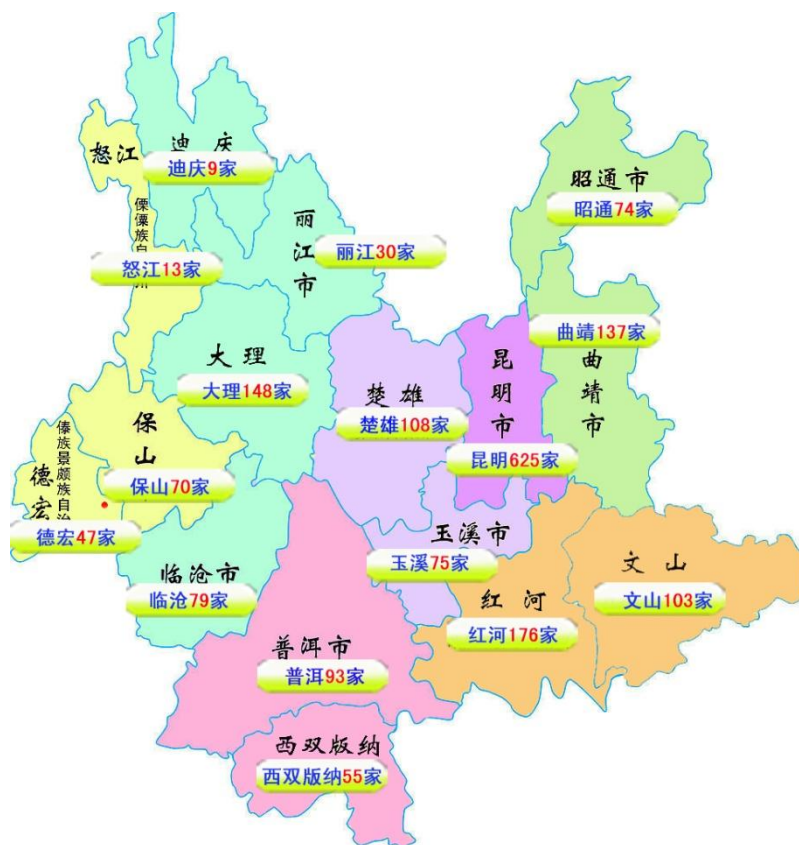 怒江
迪庆
迪庆9家
昭通市
昭通74家
傈僳族自
丽江市
丽江30家
怒江13家
曲靖137家
曲靖市
大理
大理148家
楚雄
楚雄108家
昆明市
昆明625家
保山
保山70家
傣族景颇族自治
德宏
德宏47家
玉溪市
玉溪75家
临沧市
临沧79家
红河
红河176家
文山
文山103家
普洱市
普洱93家
西双版纳
西双版纳55家